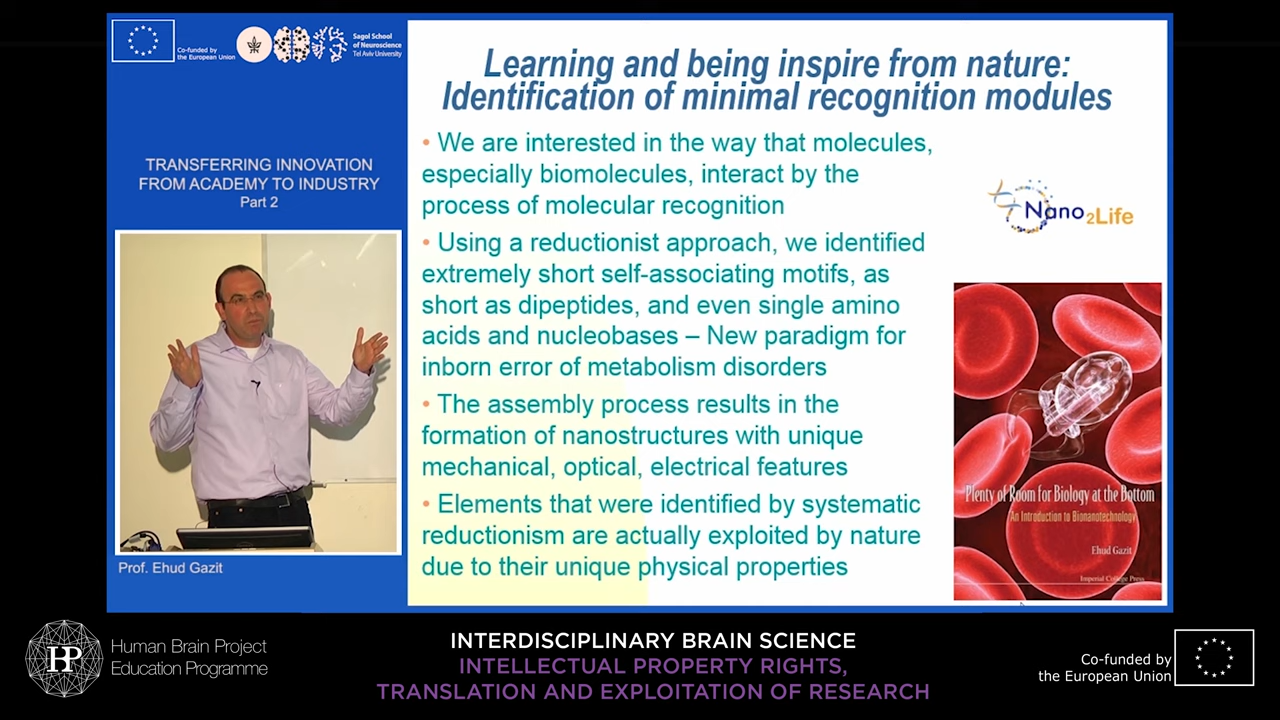 Co-funded by
the European Union
Sagol School
of Neuroscience
Tel Aviv University
TRANSFERRING INNOVATION
FROM ACADEMY TO INDUSTRY
Part 2
Prof. Ehud Gazit
Learning and being inspire from nature:
Identification of minimal recognition modules
• We are interested in the way that molecules,
especially biomolecules, interact by the
process of molecular recognition
• Using a reductionist approach, we identified
extremely short self-associating motifs, as
short as dipeptides, and even single amino
acids and nucleobases – New paradigm for
inborn error of metabolism disorders
• The assembly process results in the
formation of nanostructures with unique
mechanical, optical, electrical features
• Elements that were identified by systematic
reductionism are actually exploited by nature
due to their unique physical properties
Nano2Life
Plenty of Room for Biology at the Bottom
An Introduction to Bionanotechnology
Ehud Gazit
Imperial College Press
HP
Human Brain Project
Education Programme
INTERDISCIPLINARY BRAIN SCIENCE
INTELLECTUAL PROPERTY RIGHTS,
TRANSLATION AND EXPLOITATION OF RESEARCH
Co-funded by
the European Union